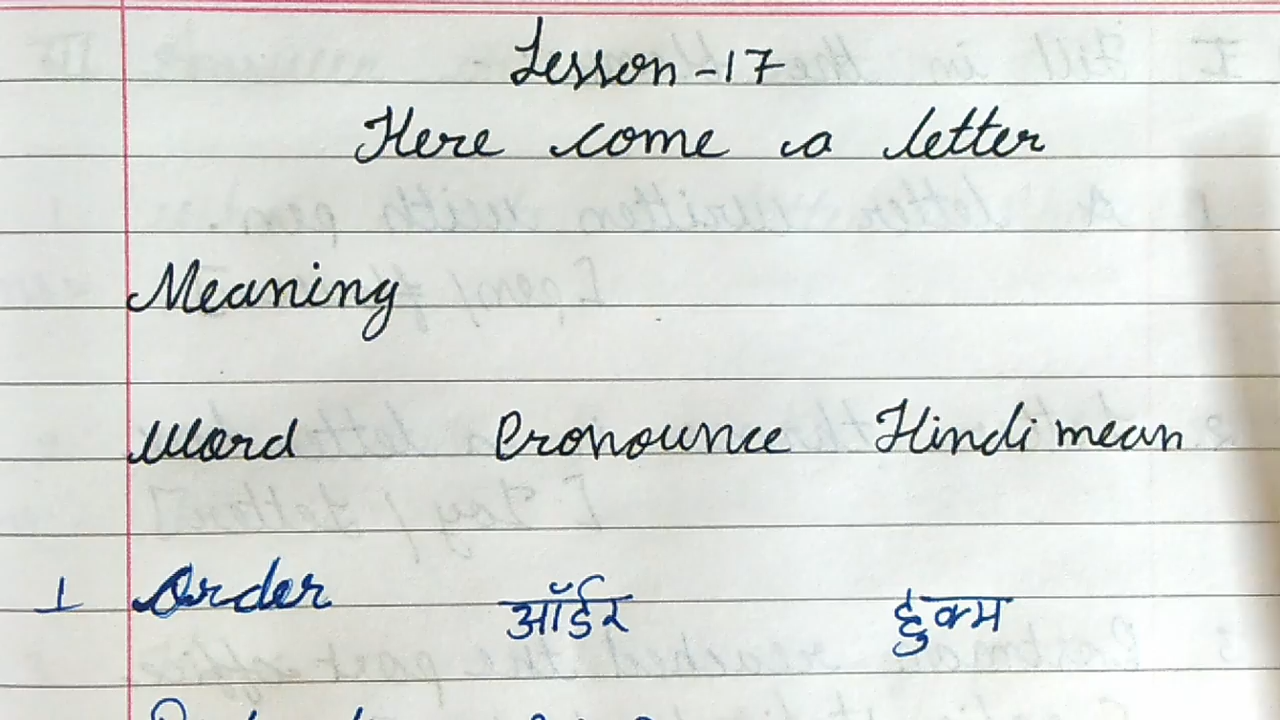 Lesson-17
Here come a letter
Meaning
Word Pronounce Hindi mean
1 Order ऑर्डर हुक्म